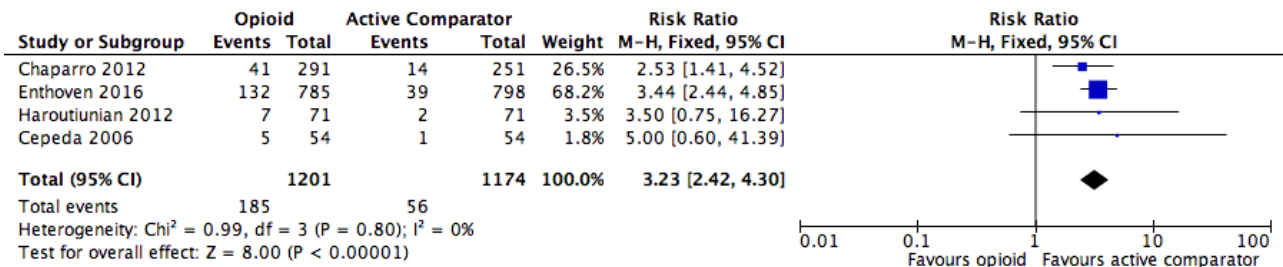 Opioid Active Comparator Risk Ratio Risk Ratio
Study or Subgroup Events Total Events Total Weight M-H, Fixed, 95% CI M-H, Fixed, 95% CI
Chaparro 2012 41 291 14 251 26.5% 2.53 [1.41, 4.52]
Enthoven 2016 132 785 39 798 68.2% 3.44 [2.44, 4.85]
Haroutiunian 2012 7 71 2 71 3.5% 3.50 [0.75, 16.27]
Cepeda 2006 5 54 1 54 1.8% 5.00 [0.60, 41.39]
Total (95% CI) 1201 1174 100.0% 3.23 [2.42, 4.30]
Total events 185 56
Heterogeneity: Chi² = 0.99, df = 3 (P = 0.80); I² = 0%
Test for overall effect: Z = 8.00 (P < 0.00001)
0.01 0.1 1 10 100
Favours opioid Favours active comparator